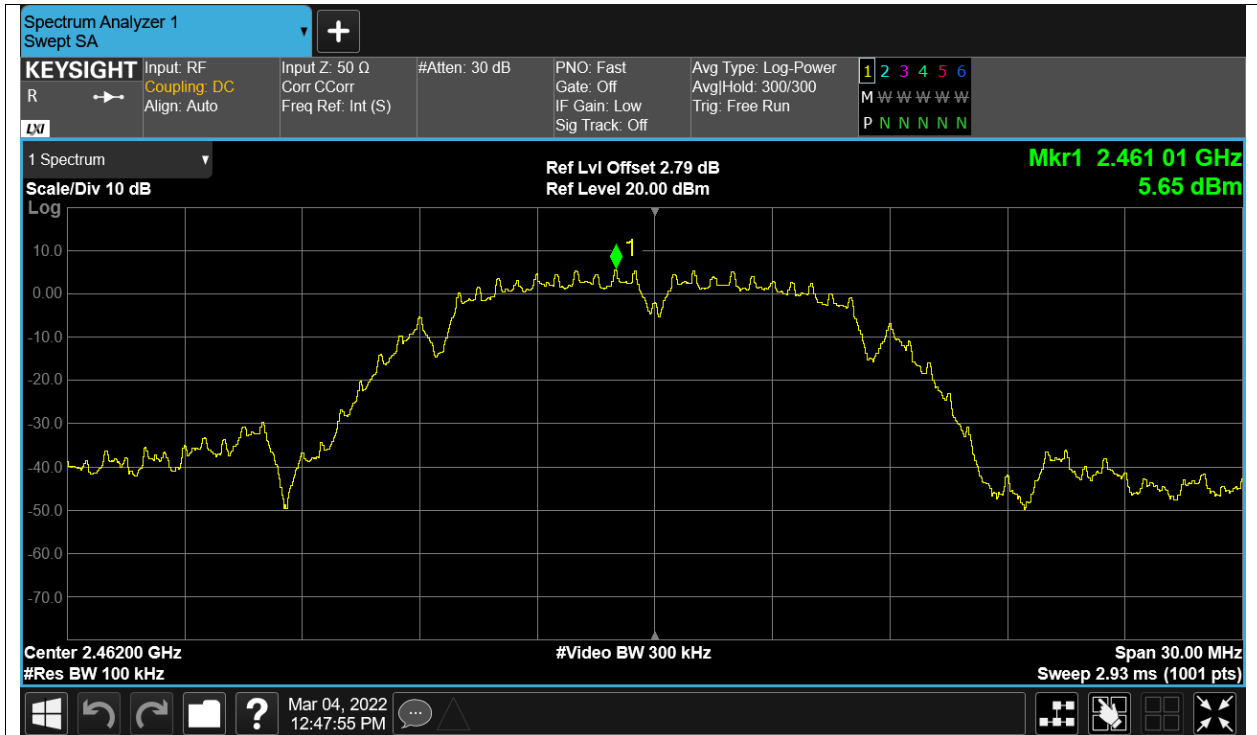 Spectrum Analyzer 1
Swept SA
+
KEYSIGHT
R
LXI
Input: RF
Coupling: DC
Align: Auto
Input Z: 50 Ω
Corr CCorr
Freq Ref: Int (S)
#Atten: 30 dB
PNO: Fast
Gate: Off
IF Gain: Low
Sig Track: Off
Avg Type: Log-Power
Avg|Hold: 300/300
Trig: Free Run
1 2 3 4 5 6
M W W W W W
P N N N N N N
1 Spectrum
Scale/Div 10 dB
Log
Ref Lvl Offset 2.79 dB
Ref Level 20.00 dBm
Mkr1 2.461 01 GHz
5.65 dBm
1
10.0
0.00
-10.0
-20.0
-30.0
-40.0
-50.0
-60.0
-70.0
Center 2.46200 GHz
#Res BW 100 kHz
#Video BW 300 kHz
Span 30.00 MHz
Sweep 2.93 ms (1001 pts)
?
Mar 04, 2022
12:47:55 PM